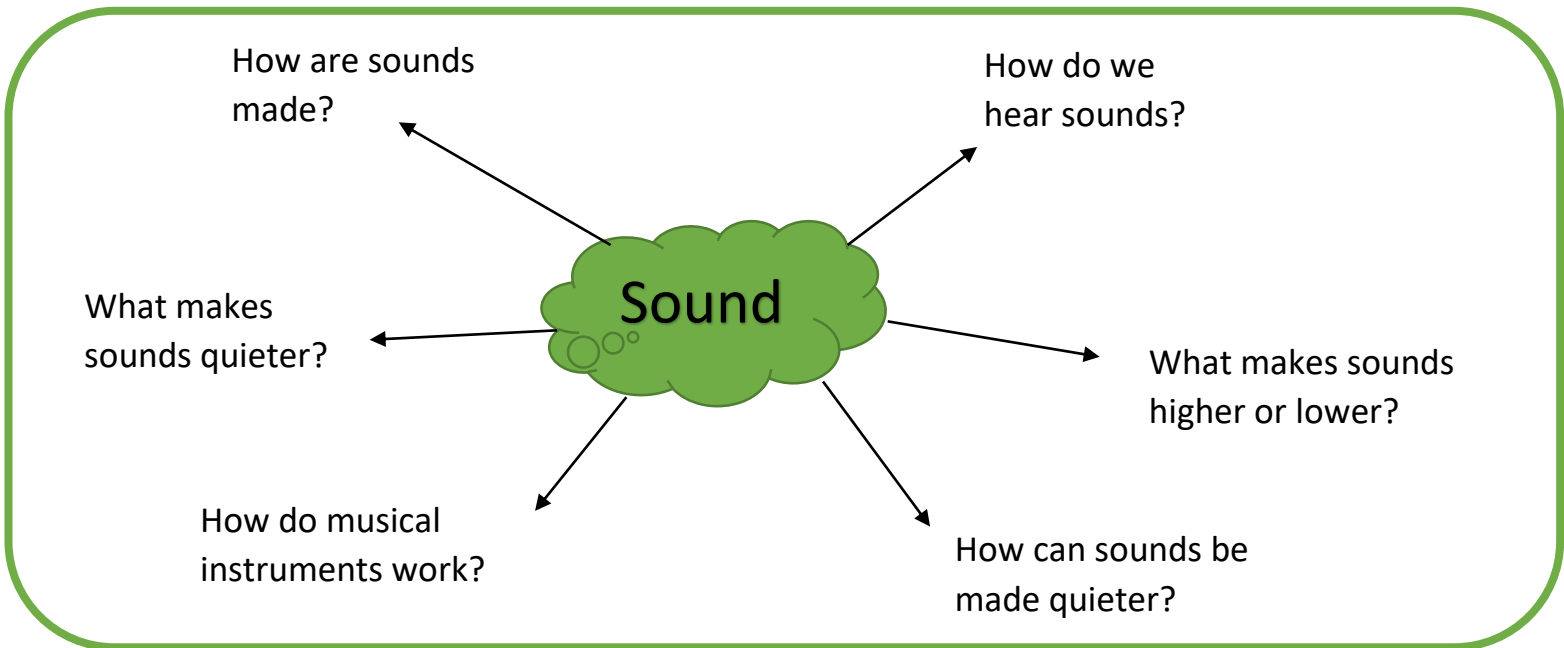 How are sounds
made?
How do we
hear sounds?
Sound
What makes
sounds quieter?
What makes sounds
higher or lower?
How do musical
instruments work?
How can sounds be
made quieter?